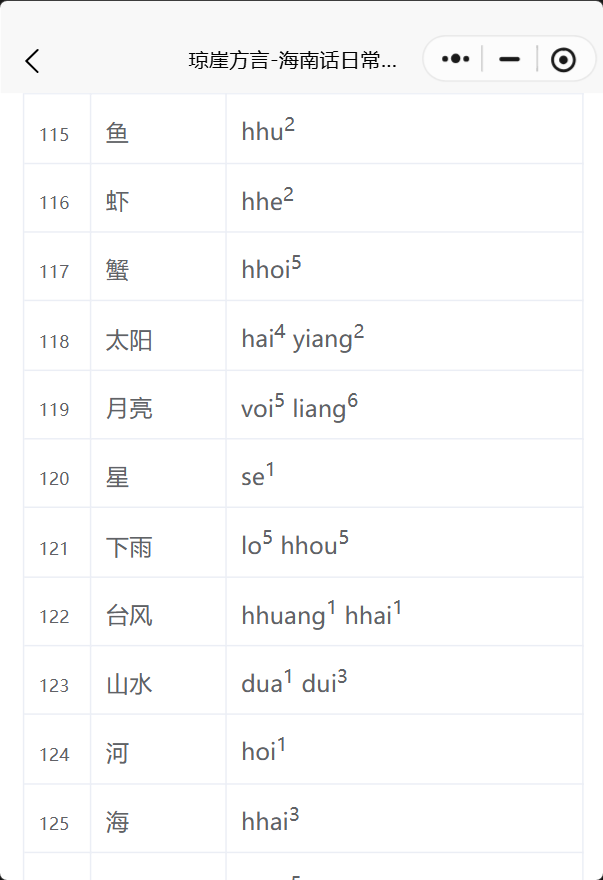 琼崖方言-海南话日常...
115 鱼 hhu²
116 虾 hhe²
117 蟹 hhoi⁵
118 太阳 hai⁴ yiang²
119 月亮 voi⁵ liang⁶
120 星 se¹
121 下雨 lo⁵ hhou⁵
122 台风 hhuang¹ hhai¹
123 山水 dua¹ dui³
124 河 hoi¹
125 海 hhai³